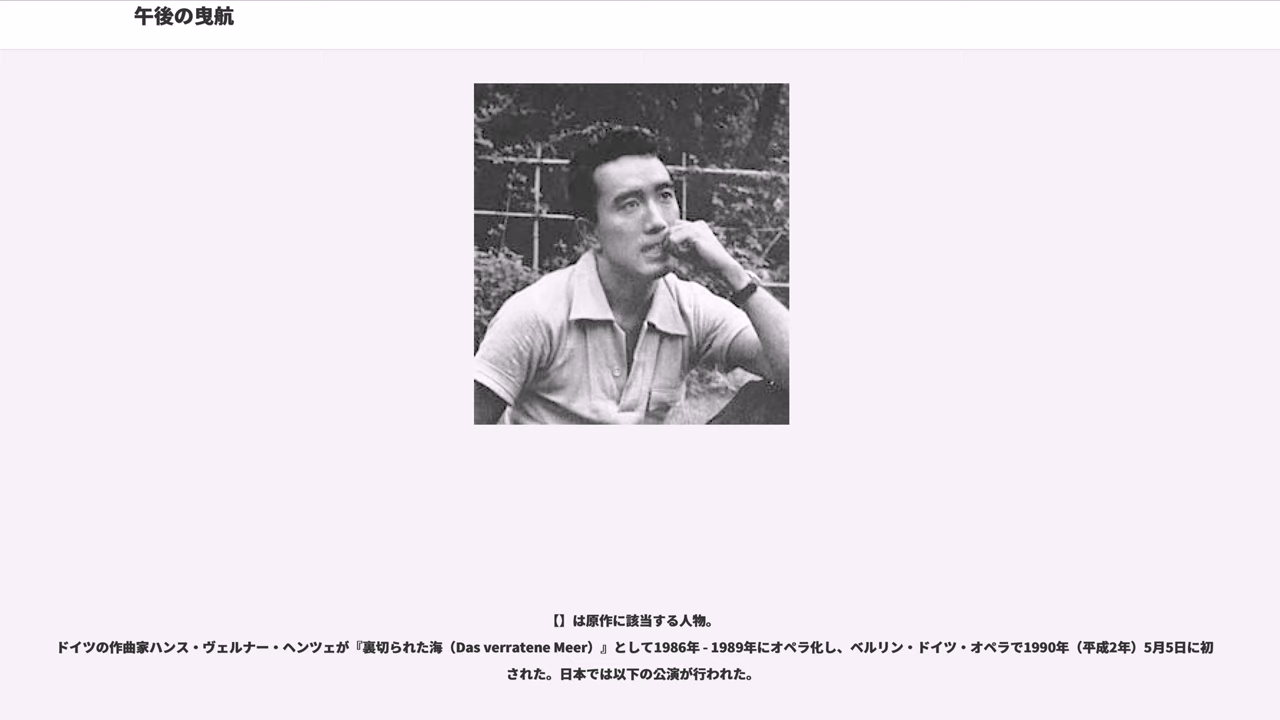 午後の曳航
【】は原作に該当する人物。
ドイツの作曲家ハンス・ヴェルナー・ヘンツェが『裏切られた海（Das verratene Meer）』として1986年 - 1989年にオペラ化し、ベルリン・ドイツ・オペラで1990年（平成2年）5月5日に初
された。日本では以下の公演が行われた。